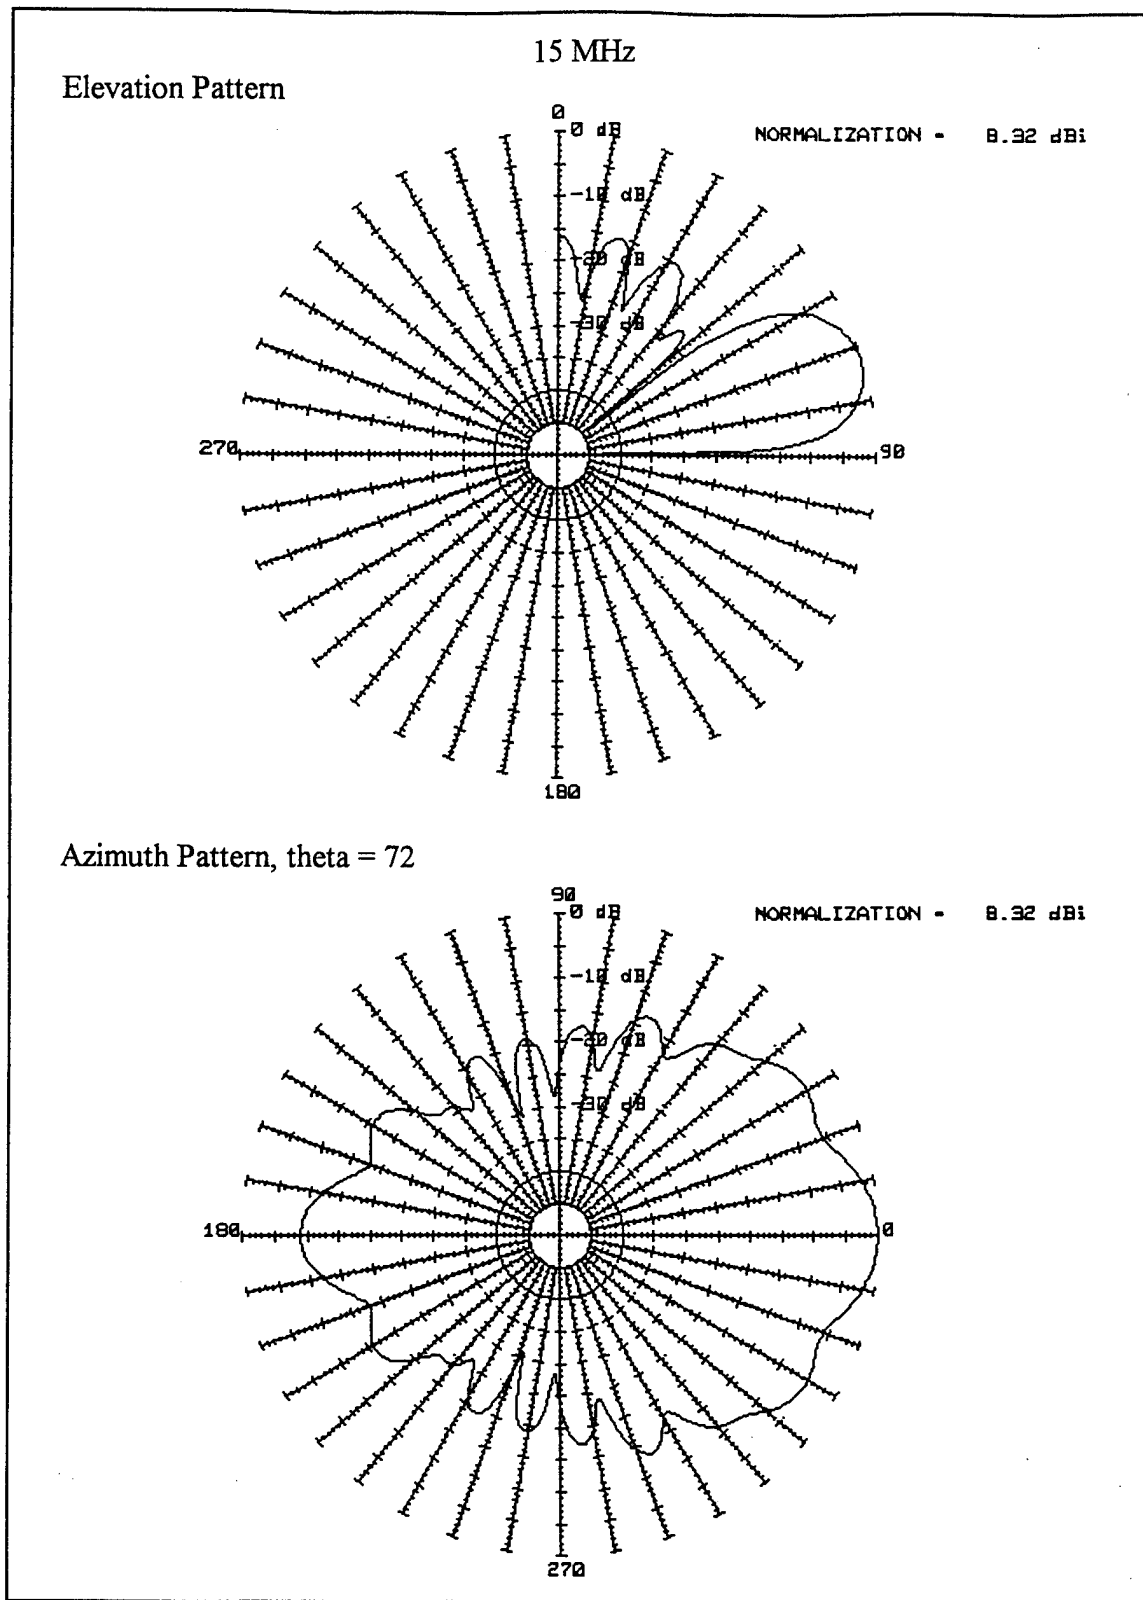 15 MHz
Elevation Pattern
0
0 dB
NORMALIZATION = 8.32 dBi
-10 dB
-20 dB
-30 dB
270
90
180
Azimuth Pattern, theta = 72
90
0 dB
NORMALIZATION = 8.32 dBi
-10 dB
-20 dB
-30 dB
180
0
270